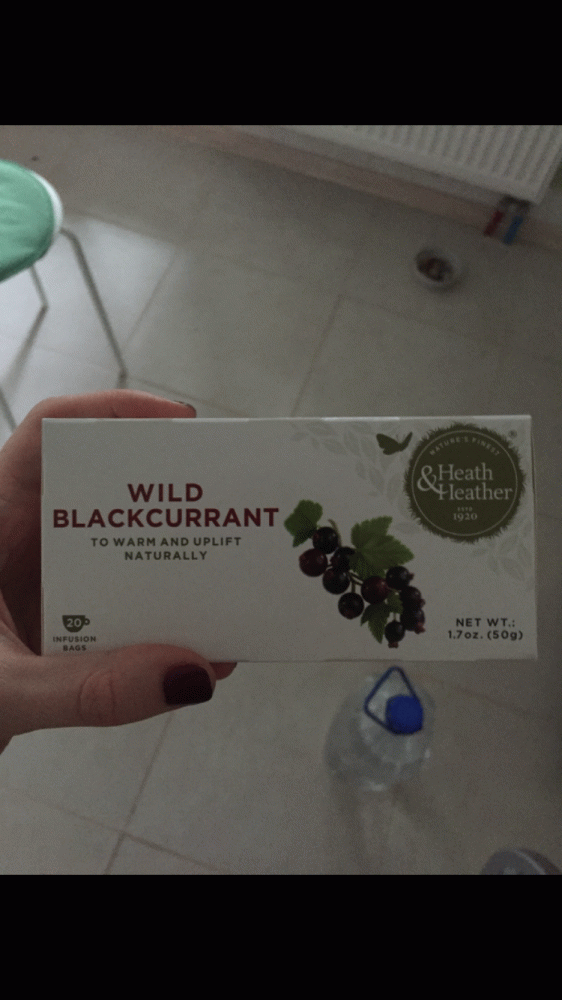 WILD
BLACKCURRANT
TO WARM AND UPLIFT
NATURALLY
20
INFUSION
BAGS
NATURE'S FINEST
&Heath
Heather
ESTD
1920
NET WT.:
1.7oz. (50g)